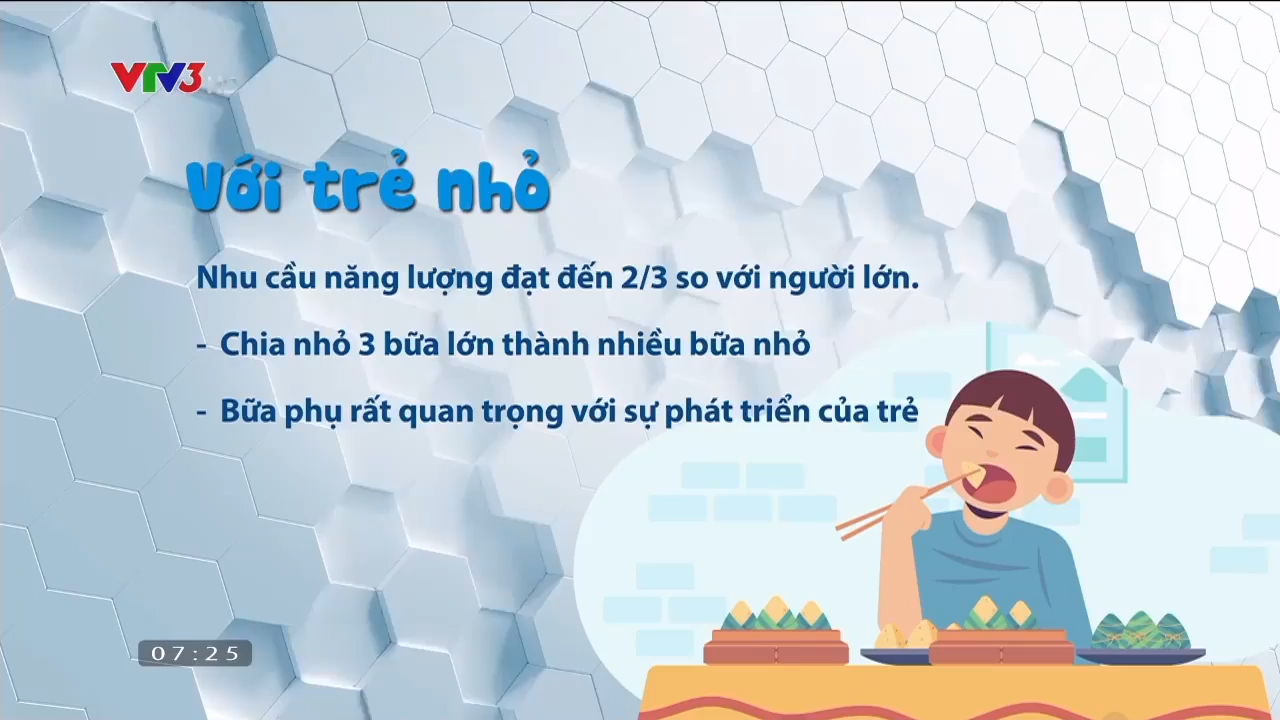 VTV3
Với trẻ nhỏ
Nhu cầu năng lượng đạt đến 2/3 so với người lớn.
- Chia nhỏ 3 bữa lớn thành nhiều bữa nhỏ
- Bữa phụ rất quan trọng với sự phát triển của trẻ
07:25